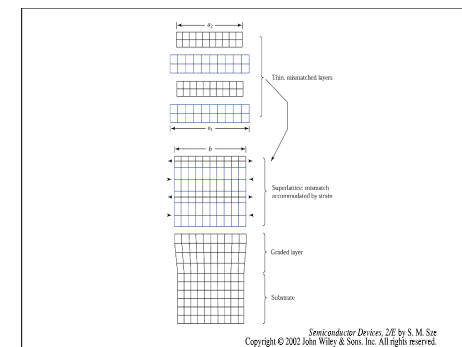 a₂
Thin, mismatched layers
a₁
b
Superlattice: mismatch
accommodated by strain
Graded layer
Substrate
Semiconductor Devices, 2/E by S. M. Sze
Copyright © 2002 John Wiley & Sons. Inc. All rights reserved.